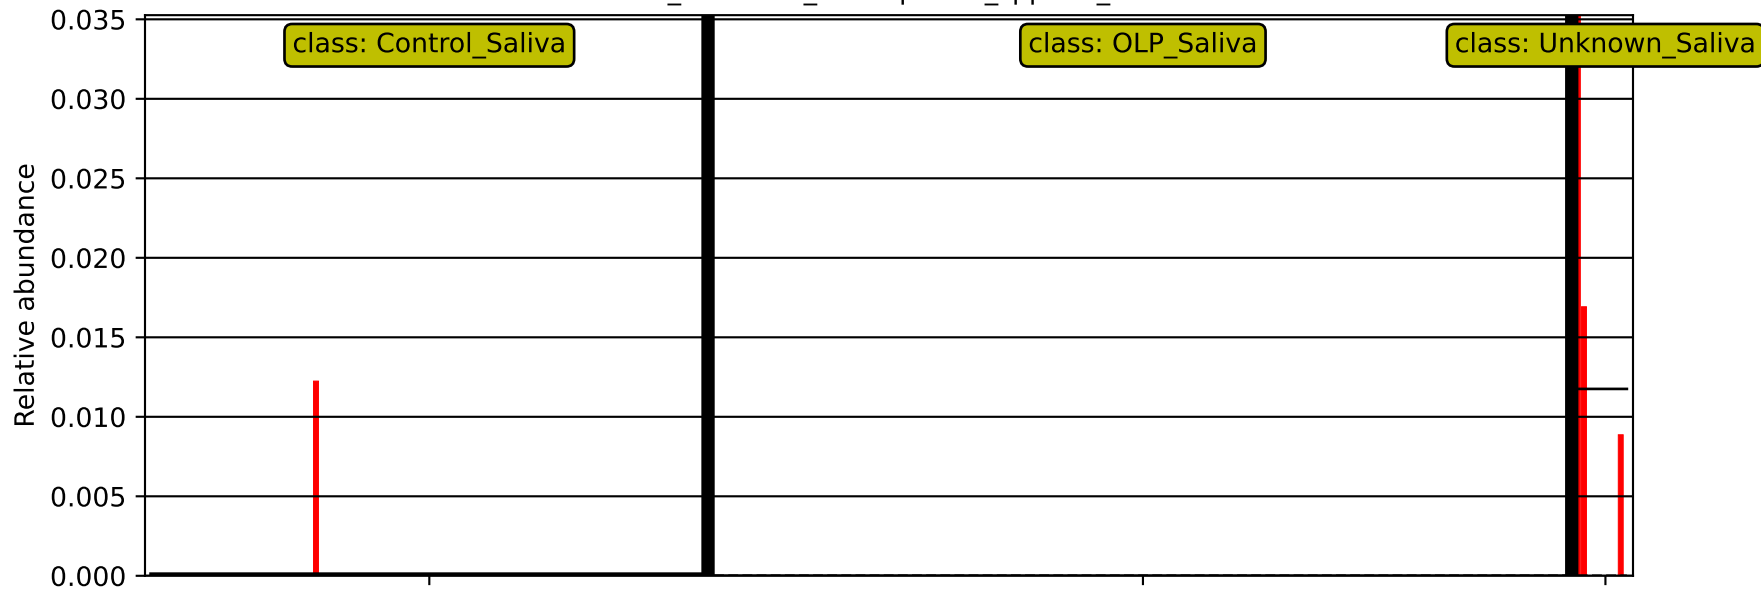 class: Control_Saliva
class: OLP_Saliva
class: Unknown_Saliva
Relative abundance
0.035
0.030
0.025
0.020
0.015
0.010
0.005
0.000